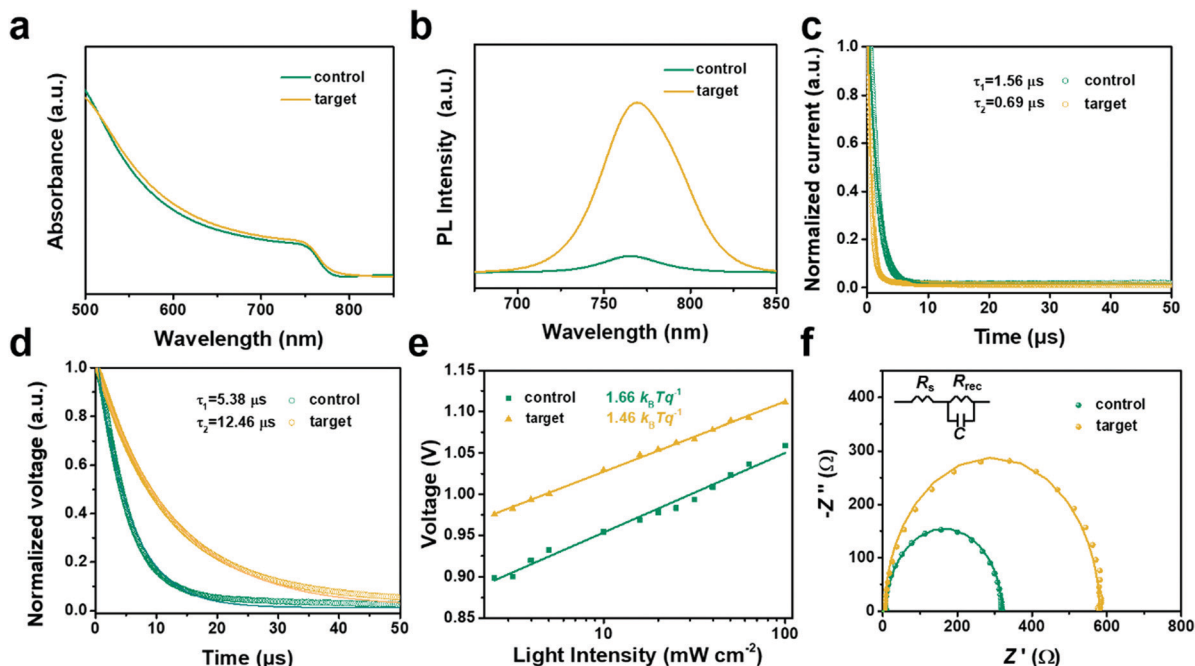 a
control
target
Absorbance (a.u.)
500
600
700
800
Wavelength (nm)
b
control
target
PL Intensity (a.u.)
700
750
800
850
Wavelength (nm)
c
1.0
0.8
0.6
0.4
0.2
0.0
Normalized current (a.u.)
τ1=1.56 μs control
τ2=0.69 μs target
0
10
20
30
40
50
Time (μs)
d
1.0
0.8
0.6
0.4
0.2
0.0
Normalized voltage (a.u.)
τ1=5.38 μs control
τ2=12.46 μs target
0
10
20
30
40
50
Time (μs)
e
1.15
1.10
1.05
1.00
0.95
0.90
0.85
Voltage (V)
control 1.66 kBTq-1
target 1.46 kBTq-1
10
100
Light Intensity (mW cm-2)
f
400
300
200
100
0
-Z'' (Ω)
Rs
Rrec
C
control
target
0
200
400
600
800
Z' (Ω)